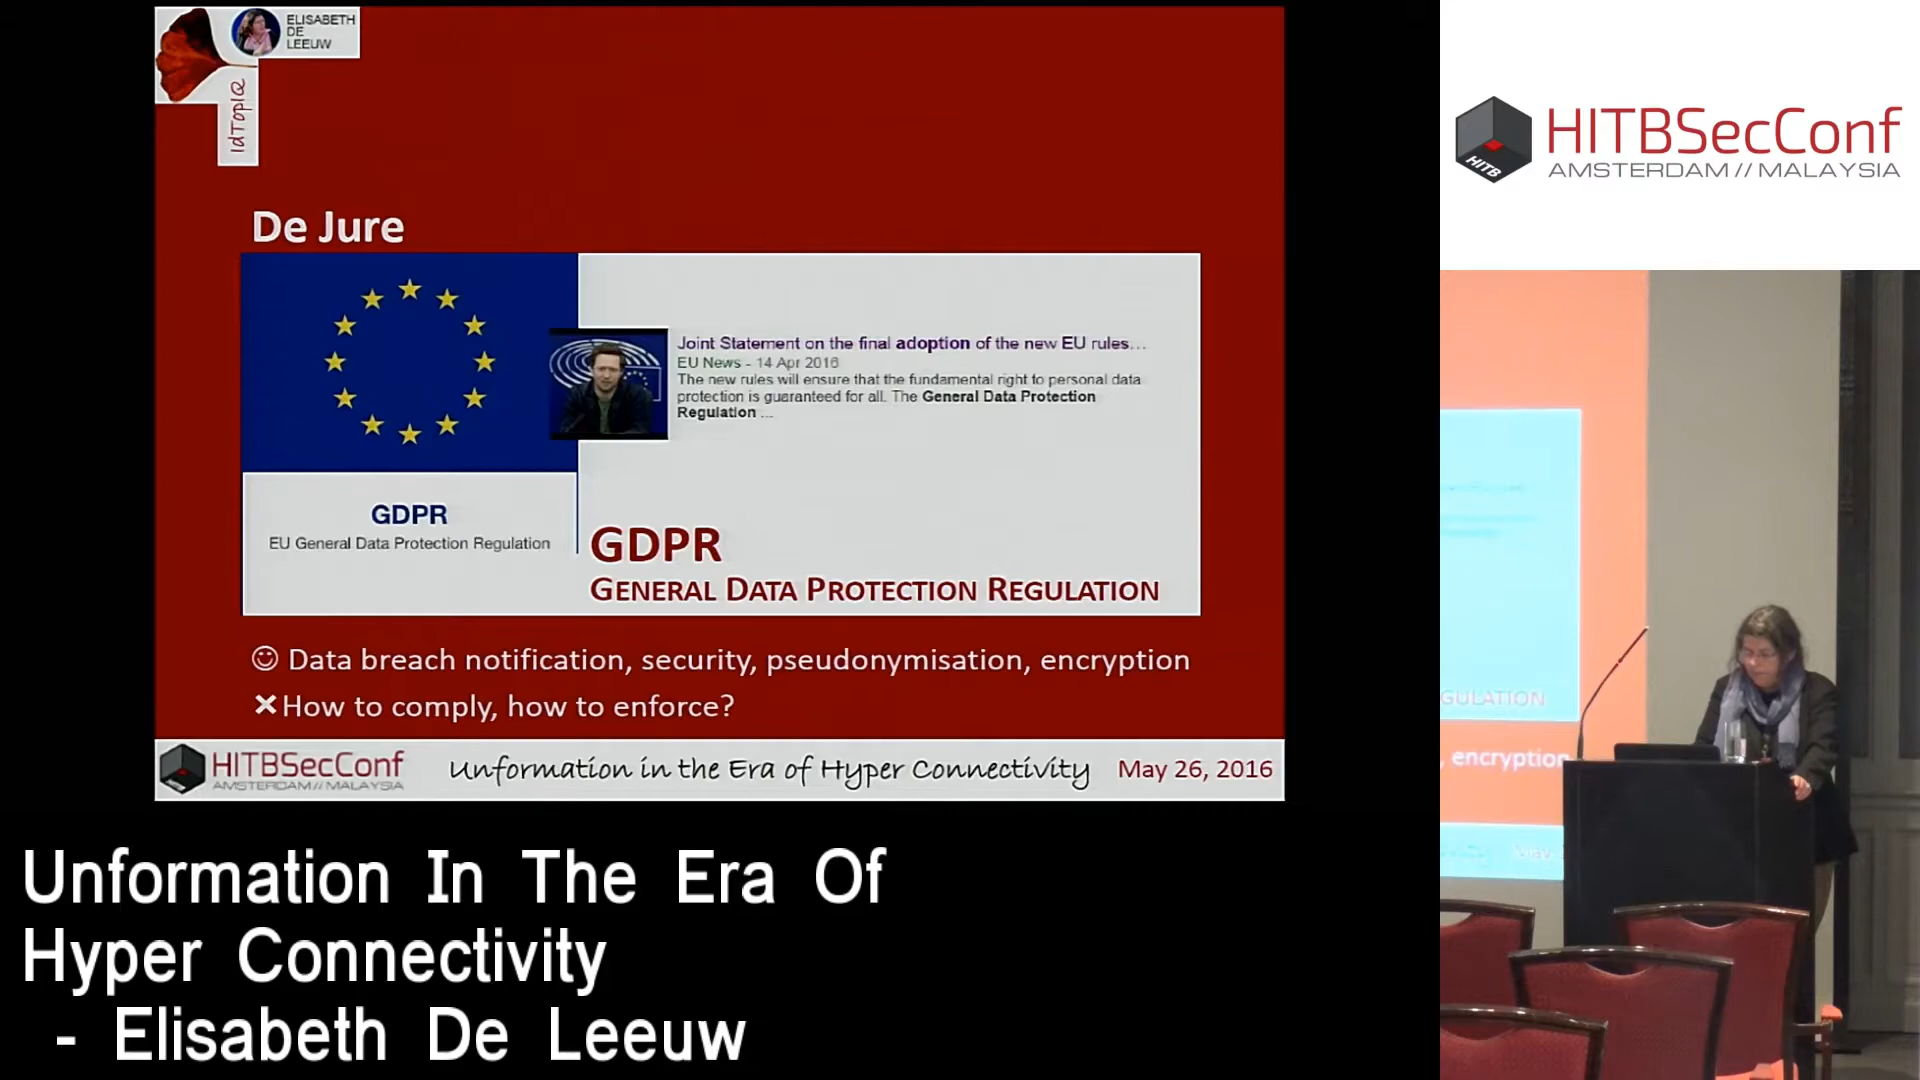 ELISABETH
DE
LEEUW
IdTopIQ
De Jure
Joint Statement on the final adoption of the new EU rules...
EU News - 14 Apr 2016
The new rules will ensure that the fundamental right to personal data
protection is guaranteed for all. The General Data Protection
Regulation ...
GDPR
EU General Data Protection Regulation
GDPR
GENERAL DATA PROTECTION REGULATION
☺ Data breach notification, security, pseudonymisation, encryption
✕ How to comply, how to enforce?
HITBSecConf
AMSTERDAM // MALAYSIA
Unformation in the Era of Hyper Connectivity
May 26, 2016
Unformation In The Era Of
Hyper Connectivity
- Elisabeth De Leeuw
HITB
HITBSecConf
AMSTERDAM // MALAYSIA
GULATION
, encryption
May